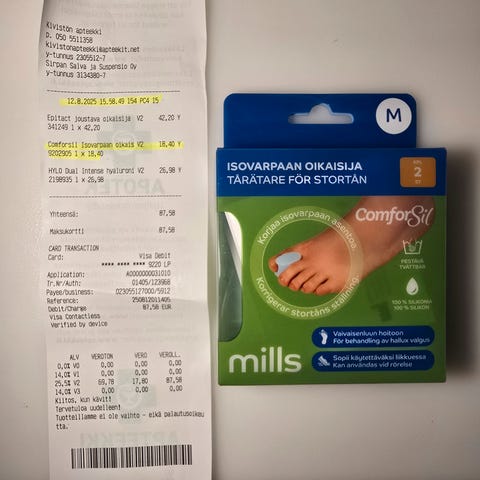 Kivistön apteekki
p. 050 5511358
kivistonapteekki@apteekit.net
y-tunnus 2305512-7
Sirpan Salva ja Suspensio Oy
y-tunnus 3134380-7
12.8.2025 15.58.49 154 PC4 15
Epitact joustava oikaisija V2 42,20 Y
341249 1 x 42,20
Comforsil Isovarpaan oikais V2 18,40 Y
9202905 1 x 18,40
HYLO Dual Intense hyaluroni V2 26,98 Y
2198935 1 x 26,98
Yhteensä: 87,58
Maksukortti 87,58
CARD TRANSACTION
Card: Visa Debit
**** **** **** 9220 LP
Application: A0000000031010
Tr.Nr/Auth: 01405/123968
Payee/business: 023055127000/5912
Reference: 250812011405
Debit/Charge 87,58 EUR
Visa Contactless
Verified by device
ALV VEROTON VERO VEROLL.
0,0% V0 0,00 0,00 0,00
14,0% V1 0,00 0,00 0,00
25,5% V2 69,78 17,80 87,58
14,0% V3 0,00 0,00 0,00
Kiitos, kun kävit!
Tervetuloa uudelleen!
Tuotteillamme ei ole vaihto - eikä palautusoikeu
tta.
M
ISOVARPAAN OIKAISIJA
TÅRÄTARE FÖR STORTÅN
KPL
2
ST
ComforSil
Korjaa isovarpaan asentoa
Korrigerar stortåns ställning.
PESTÄVÄ
TVÄTTBAR
100 % SILIKONIA
100 % SILIKON
Vaivaisenluun hoitoon
För behandling av hallux valgus
mills
Sopii käytettäväksi liikkuessa
Kan användas vid rörelse